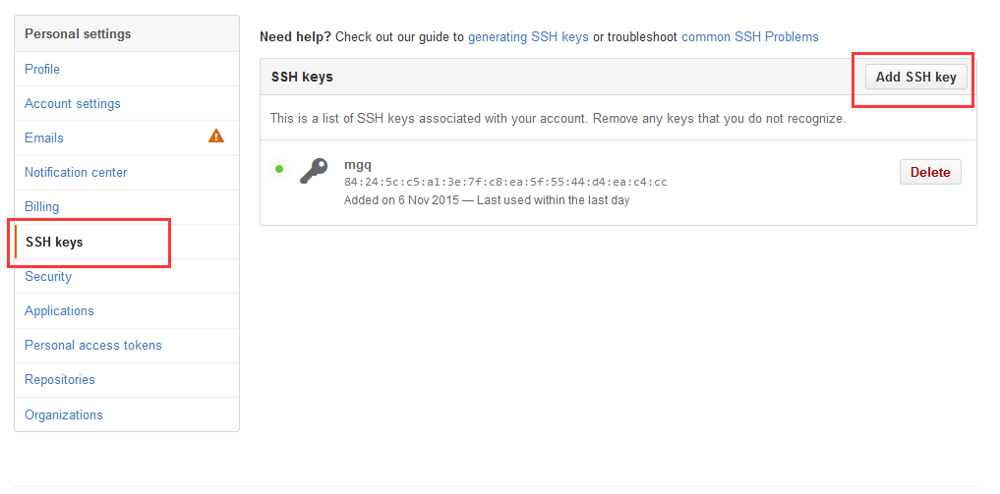 Personal settings
Profile
Account settings
Emails
Notification center
Billing
SSH keys
Security
Applications
Personal access tokens
Repositories
Organizations
Need help? Check out our guide to generating SSH keys or troubleshoot common SSH Problems
SSH keys
Add SSH key
This is a list of SSH keys associated with your account. Remove any keys that you do not recognize.
mgq
84:24:5c:c5:a1:3e:7f:c8:ea:5f:55:44:d4:ea:c4:cc
Added on 6 Nov 2015 — Last used within the last day
Delete